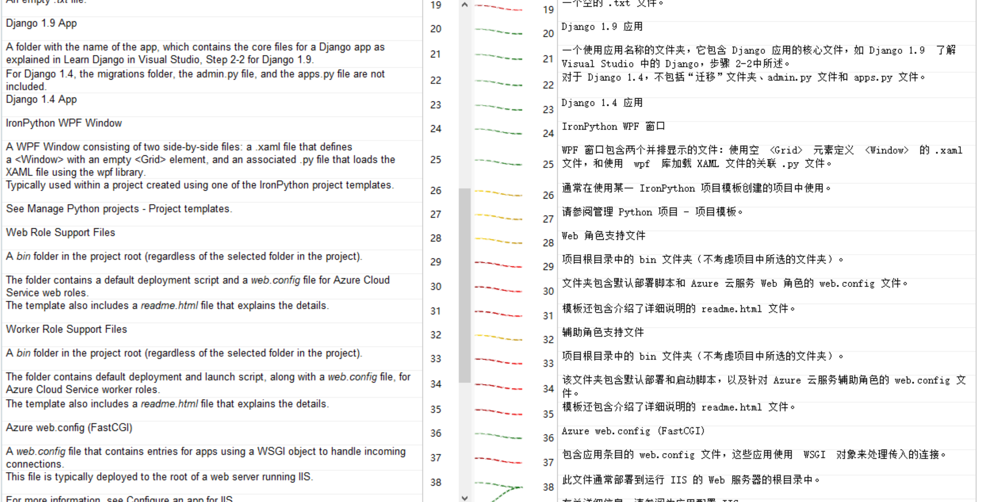 An empty .txt file.
19
Django 1.9 App
20
A folder with the name of the app, which contains the core files for a Django app as
explained in Learn Django in Visual Studio, Step 2-2 for Django 1.9.
21
For Django 1.4, the migrations folder, the admin.py file, and the apps.py file are not
included.
22
Django 1.4 App
23
IronPython WPF Window
24
A WPF Window consisting of two side-by-side files: a .xaml file that defines
a <Window> with an empty <Grid> element, and an associated .py file that loads the
XAML file using the wpf library.
25
Typically used within a project created using one of the IronPython project templates.
26
See Manage Python projects - Project templates.
27
Web Role Support Files
28
A bin folder in the project root (regardless of the selected folder in the project).
29
The folder contains a default deployment script and a web.config file for Azure Cloud
Service web roles.
30
The template also includes a readme.html file that explains the details.
31
Worker Role Support Files
32
A bin folder in the project root (regardless of the selected folder in the project).
33
The folder contains default deployment and launch script, along with a web.config file, for
Azure Cloud Service worker roles.
34
The template also includes a readme.html file that explains the details.
35
Azure web.config (FastCGI)
36
A web.config file that contains entries for apps using a WSGI object to handle incoming
connections.
37
This file is typically deployed to the root of a web server running IIS.
38
For more information, see Configure an app for IIS
19
一个空的 .txt 文件。
20
Django 1.9 应用
21
一个使用应用名称的文件夹，它包含 Django 应用的核心文件，如 Django 1.9 了解
Visual Studio 中的 Django，步骤 2-2中所述。
22
对于 Django 1.4，不包括“迁移”文件夹、admin.py 文件和 apps.py 文件。
23
Django 1.4 应用
24
IronPython WPF 窗口
25
WPF 窗口包含两个并排显示的文件：使用空 <Grid> 元素定义 <Window> 的 .xaml
文件，和使用 wpf 库加载 XAML 文件的关联 .py 文件。
26
通常在使用某一 IronPython 项目模板创建的项目中使用。
27
请参阅管理 Python 项目 - 项目模板。
28
Web 角色支持文件
29
项目根目录中的 bin 文件夹（不考虑项目中所选的文件夹）。
30
文件夹包含默认部署脚本和 Azure 云服务 Web 角色的 web.config 文件。
31
模板还包含介绍了详细说明的 readme.html 文件。
32
辅助角色支持文件
33
项目根目录中的 bin 文件夹（不考虑项目中所选的文件夹）。
34
该文件夹包含默认部署和启动脚本，以及针对 Azure 云服务辅助角色的 web.config 文
件。
35
模板还包含介绍了详细说明的 readme.html 文件。
36
Azure web.config (FastCGI)
37
包含应用条目的 web.config 文件，这些应用使用 WSGI 对象来处理传入的连接。
38
此文件通常部署到运行 IIS 的 Web 服务器的根目录中。
有关详细信息，请参阅为应用配置 IIS